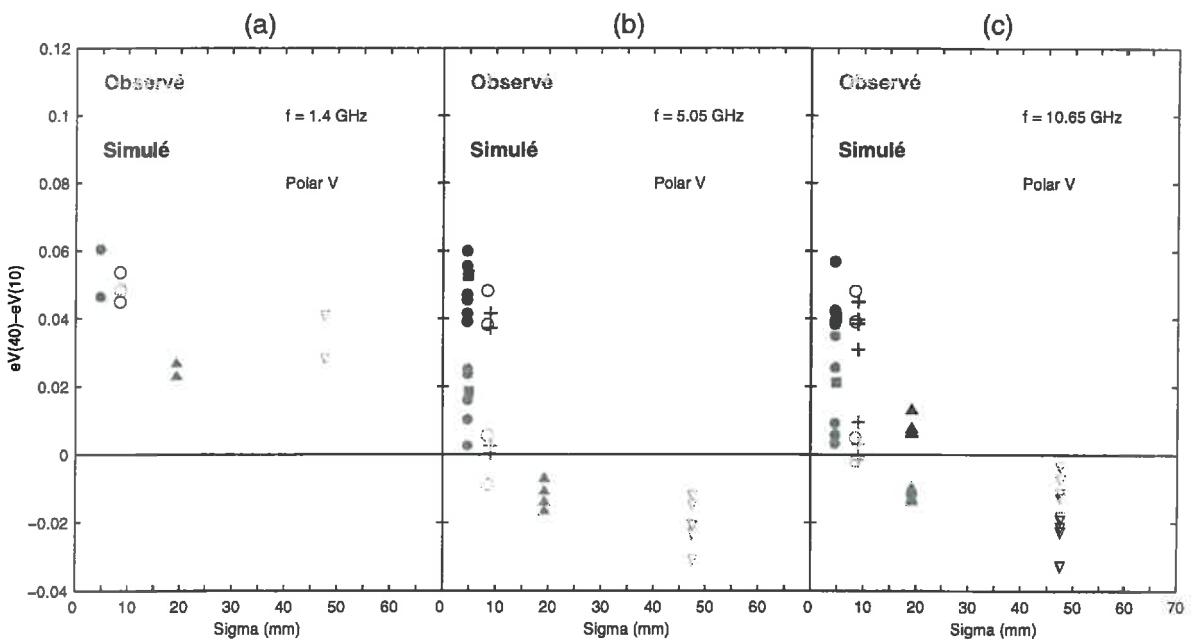 (a) (b) (c)
Observé
f = 1.4 GHz
Simulé
Polar V
Observé
f = 5.05 GHz
Simulé
Polar V
Observé
f = 10.65 GHz
Simulé
Polar V
eV(40)–eV(10)
0.12
0.1
0.08
0.06
0.04
0.02
0
−0.02
−0.04
0 10 20 30 40 50 60
0 10 20 30 40 50 60
0 10 20 30 40 50 60 70
Sigma (mm) Sigma (mm) Sigma (mm)